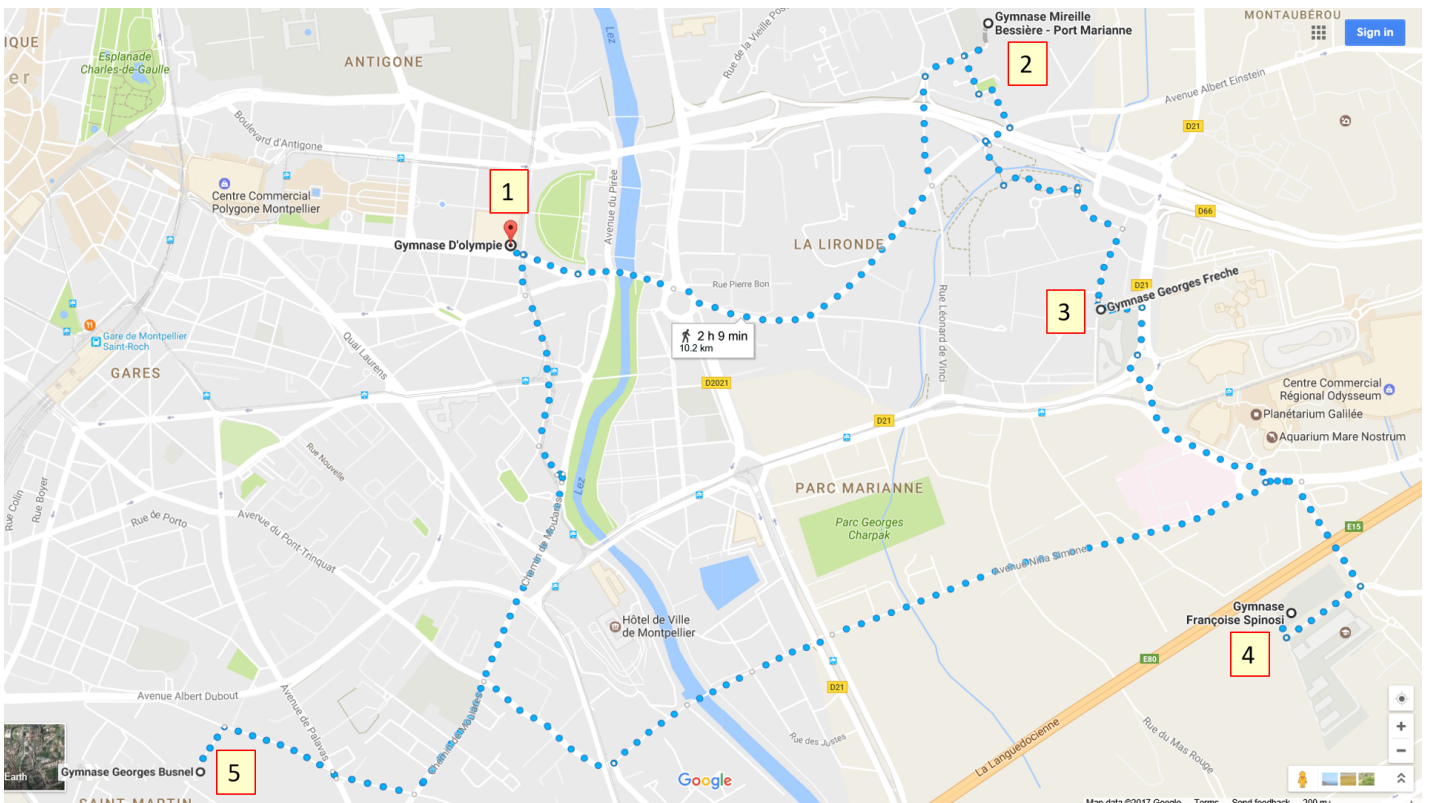 Gymnase Mireille
Bessière - Port Marianne
MONTAUBÉROU
Sign in
IQUE
er
Esplanade
Charles-de-Gaulle
ANTIGONE
Lez
Rue de la Vieille Pos
2
Avenue Albert Einstein
D21
Boulevard d'Antigone
Centre Commercial
Polygone Montpellier
1
Avenue du Pirée
D66
Gymnase D'olympie
LA LIRONDE
Rue Pierre Bon
Rue Léonard de Vinci
D21
3
Gymnase Georges Freche
2 h 9 min
10.2 km
Gare de Montpellier
Saint-Roch
GARES
Quai Laurens
D2021
Centre Commercial
Régional Odysseum
Planétarium Galilée
Aquarium Mare Nostrum
D21
Rue Nouvelle
Rue Colin
Rue Boyer
Rue de Porto
Avenue du Pont-Trinquat
Lez
PARC MARIANNE
Parc Georges
Charpak
E15
Chemin de Moularès
Avenue Nina Simone
Gymnase
Françoise Spinosi
4
Hôtel de Ville
de Montpellier
E80
D21
Avenue Albert Dubout
Avenue de Palavas
Rue des Justes
La Languedocienne
Rue du Mas Rouge
Earth
Gymnase Georges Busnel
5
Google
SAINT-MARTIN
Map data ©2017 Google
Terms
Send feedback
200 m